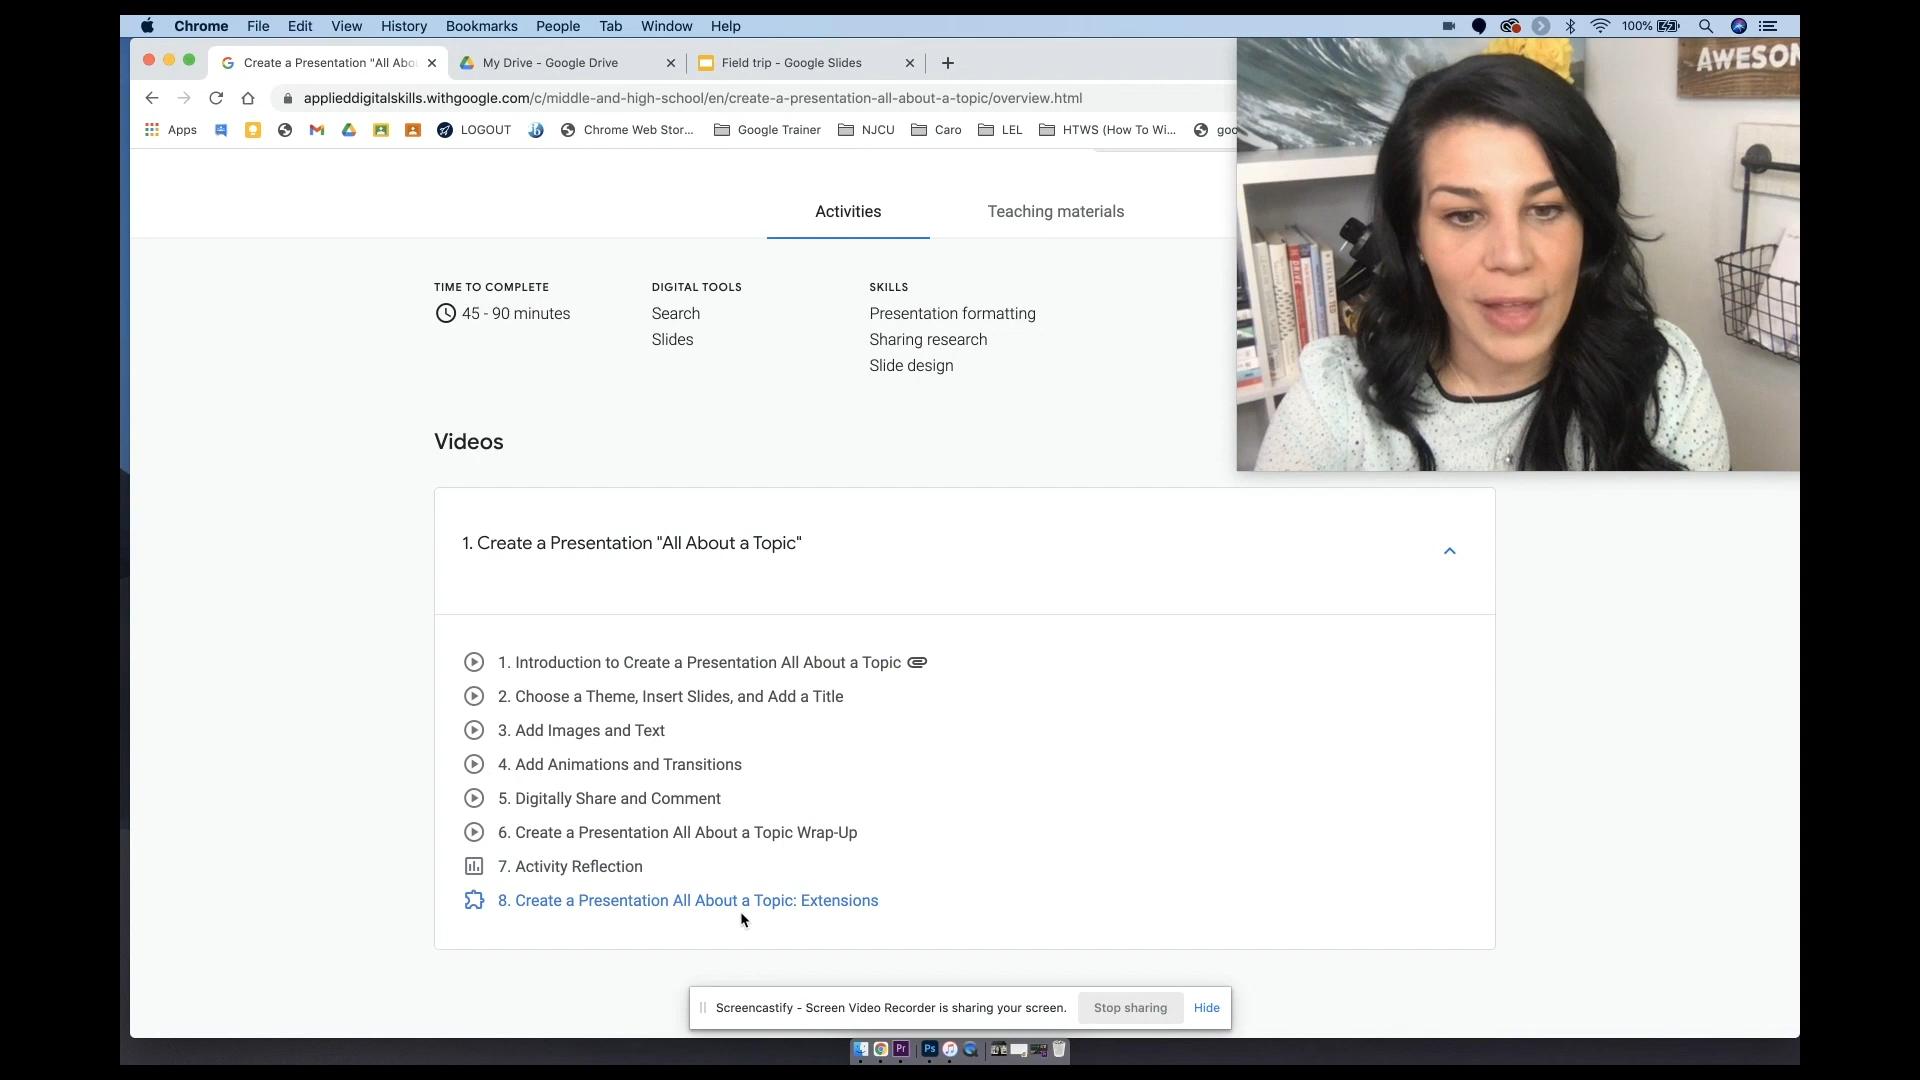 Chrome File Edit View History Bookmarks People Tab Window Help 100%
Create a Presentation "All Abo
My Drive - Google Drive
Field trip - Google Slides
applieddigitalskills.withgoogle.com/c/middle-and-high-school/en/create-a-presentation-all-about-a-topic/overview.html
Apps LOGOUT Chrome Web Stor... Google Trainer NJCU Caro LEL HTWS (How To Wi... goo
AWESOM
Activities Teaching materials
TIME TO COMPLETE
45 - 90 minutes
DIGITAL TOOLS
Search
Slides
SKILLS
Presentation formatting
Sharing research
Slide design
Videos
1. Create a Presentation "All About a Topic"
1. Introduction to Create a Presentation All About a Topic
2. Choose a Theme, Insert Slides, and Add a Title
3. Add Images and Text
4. Add Animations and Transitions
5. Digitally Share and Comment
6. Create a Presentation All About a Topic Wrap-Up
7. Activity Reflection
8. Create a Presentation All About a Topic: Extensions
Screencastify - Screen Video Recorder is sharing your screen. Stop sharing Hide
Pr Ps